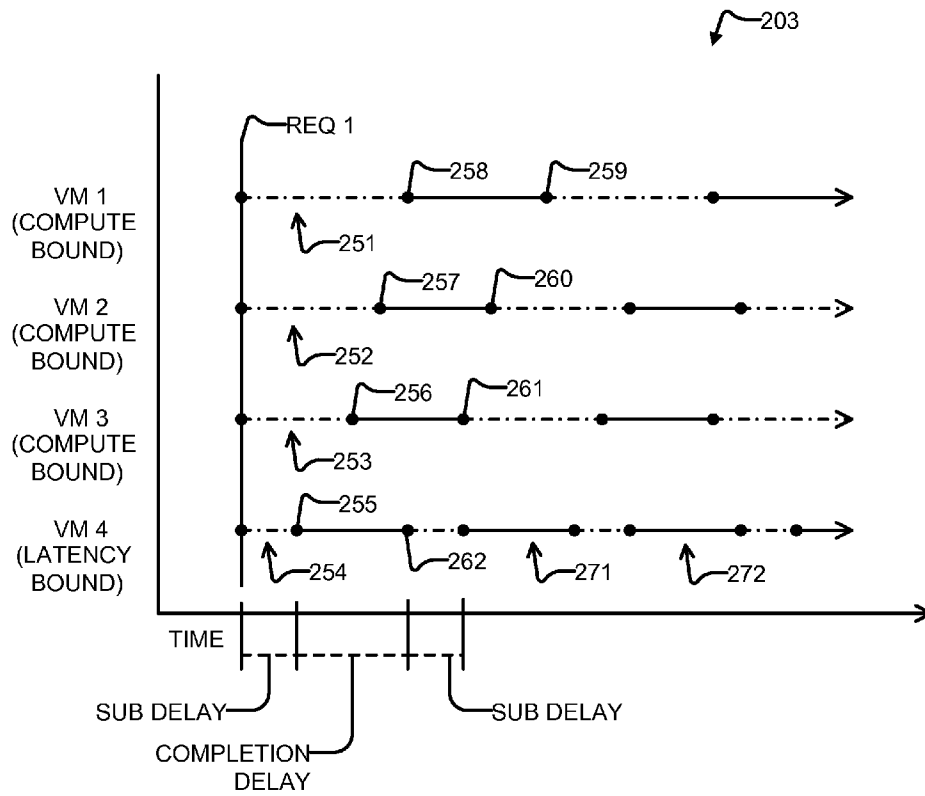 203
REQ 1
258
259
VM 1
(COMPUTE
BOUND)
251
257
260
VM 2
(COMPUTE
BOUND)
252
256
261
VM 3
(COMPUTE
BOUND)
253
255
VM 4
(LATENCY
BOUND)
254
262
271
272
TIME
SUB DELAY
SUB DELAY
COMPLETION
DELAY